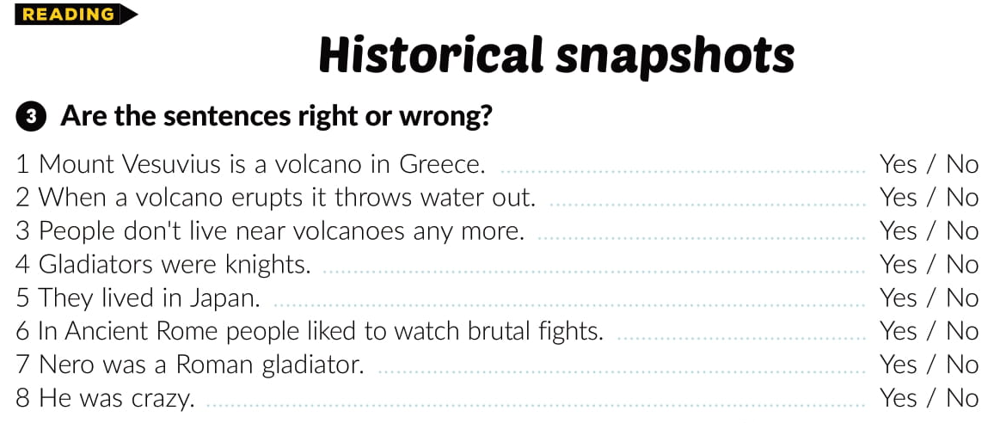 READING
Historical snapshots
3 Are the sentences right or wrong?
1 Mount Vesuvius is a volcano in Greece. Yes / No
2 When a volcano erupts it throws water out. Yes / No
3 People don't live near volcanoes any more. Yes / No
4 Gladiators were knights. Yes / No
5 They lived in Japan. Yes / No
6 In Ancient Rome people liked to watch brutal fights. Yes / No
7 Nero was a Roman gladiator. Yes / No
8 He was crazy. Yes / No